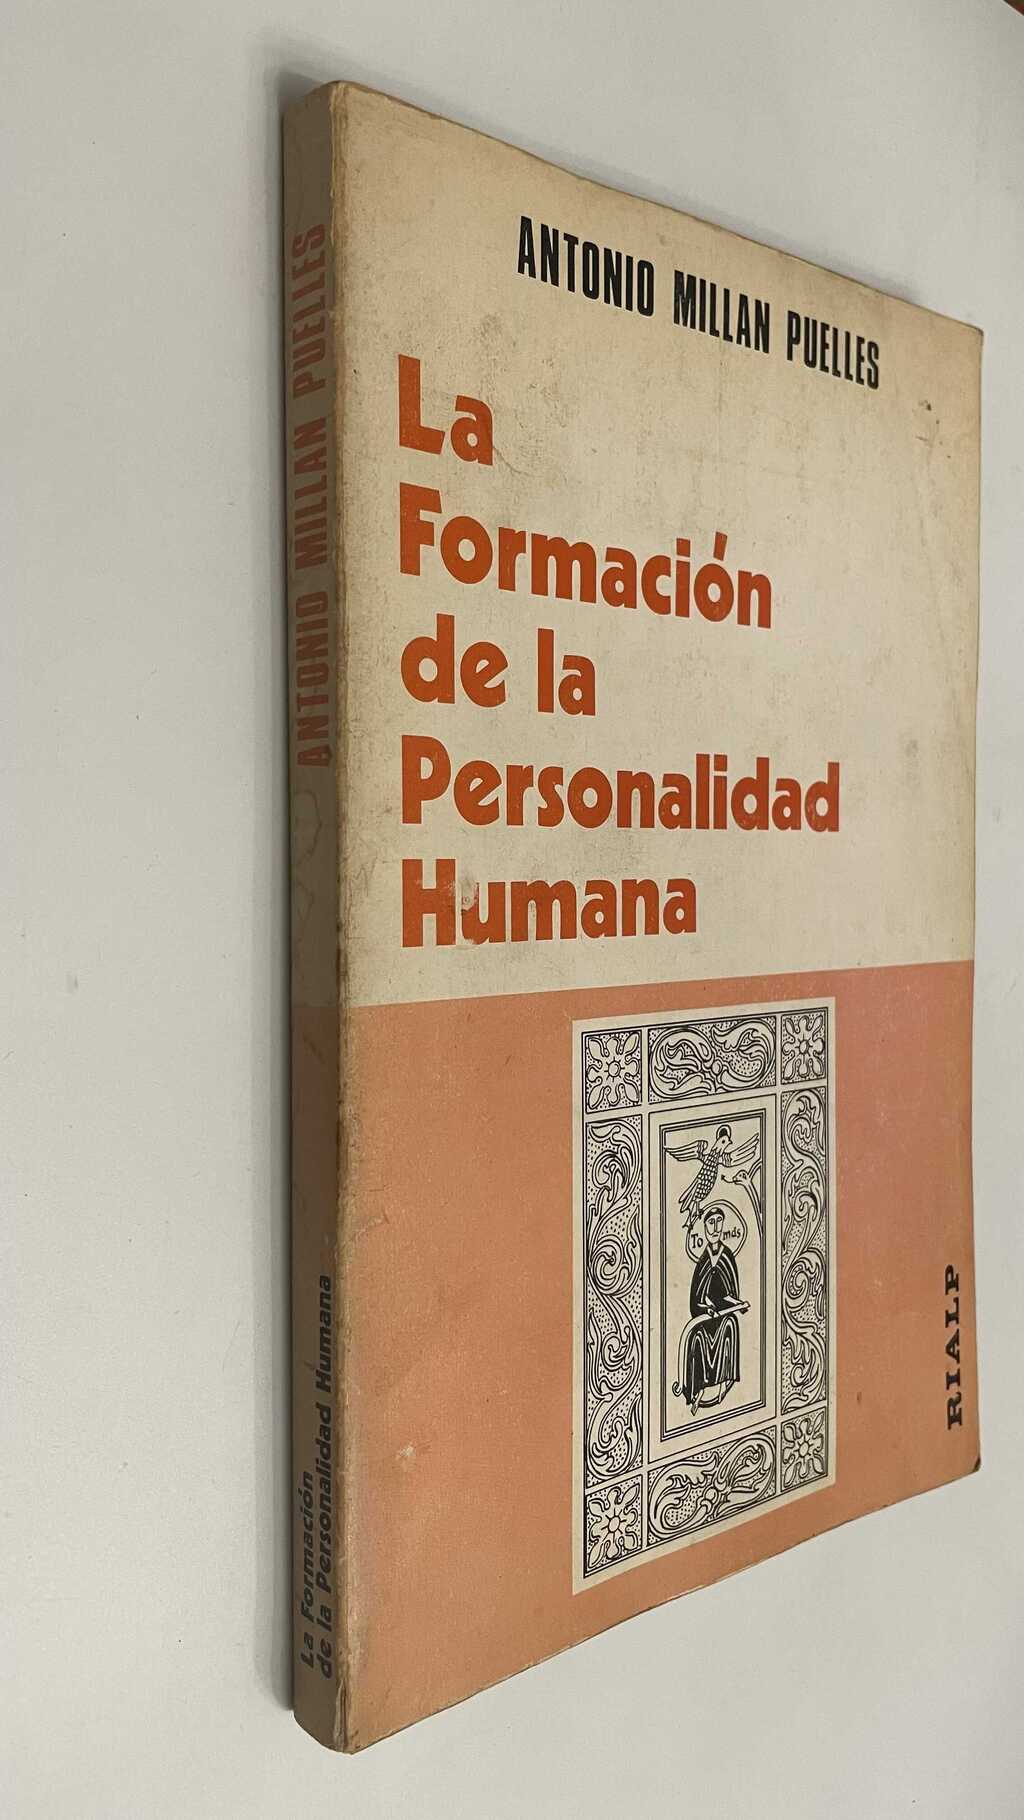 ANTONIO MILLAN PUELLES
La
Formación
de la
Personalidad
Humana
To mas
RIALP
ANTONIO MILLAN PUELLES
La Formación
de la Personalidad Humana